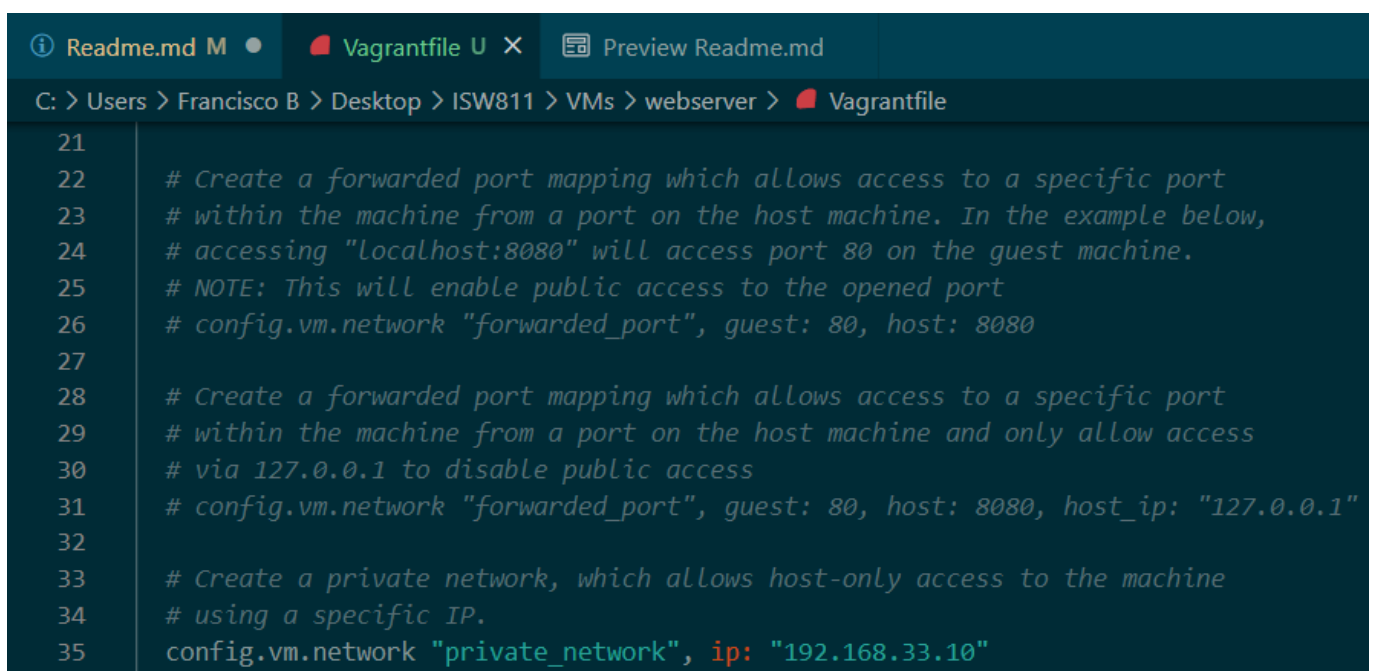 Readme.md M Vagrantfile U Preview Readme.md
C: > Users > Francisco B > Desktop > ISW811 > VMs > webserver > Vagrantfile
21
22 # Create a forwarded port mapping which allows access to a specific port
23 # within the machine from a port on the host machine. In the example below,
24 # accessing "localhost:8080" will access port 80 on the guest machine.
25 # NOTE: This will enable public access to the opened port
26 # config.vm.network "forwarded_port", guest: 80, host: 8080
27
28 # Create a forwarded port mapping which allows access to a specific port
29 # within the machine from a port on the host machine and only allow access
30 # via 127.0.0.1 to disable public access
31 # config.vm.network "forwarded_port", guest: 80, host: 8080, host_ip: "127.0.0.1"
32
33 # Create a private network, which allows host-only access to the machine
34 # using a specific IP.
35 config.vm.network "private_network", ip: "192.168.33.10"